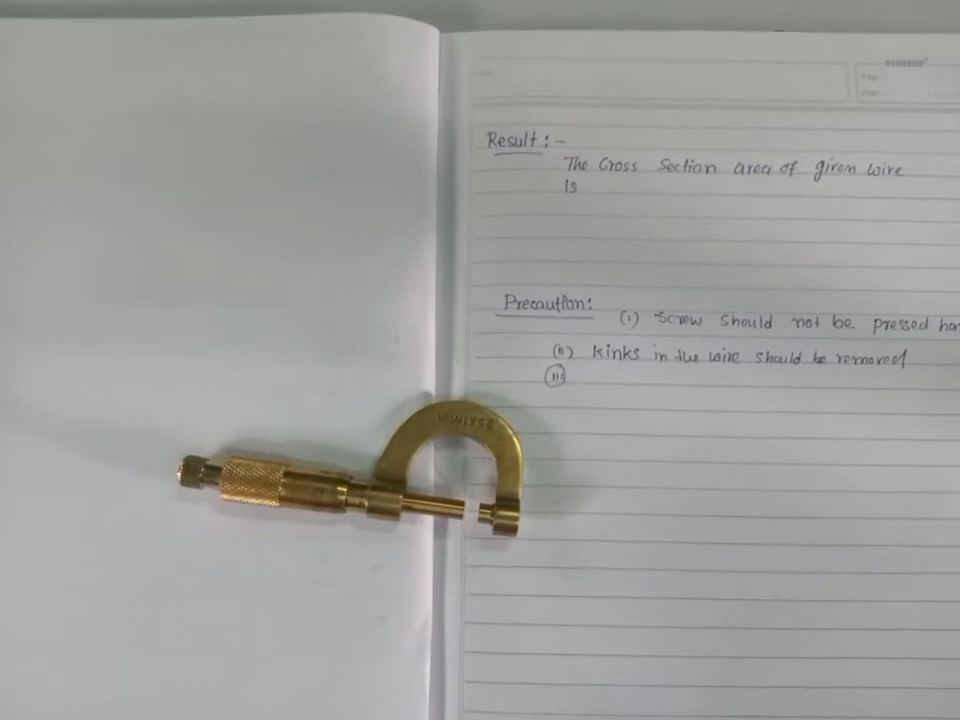 Result :-
The Cross Section area of given wire
Is
Precaution:
(i) Screw should not be pressed
(ii) kinks in the wire should be removed
(iii)
25X1mm